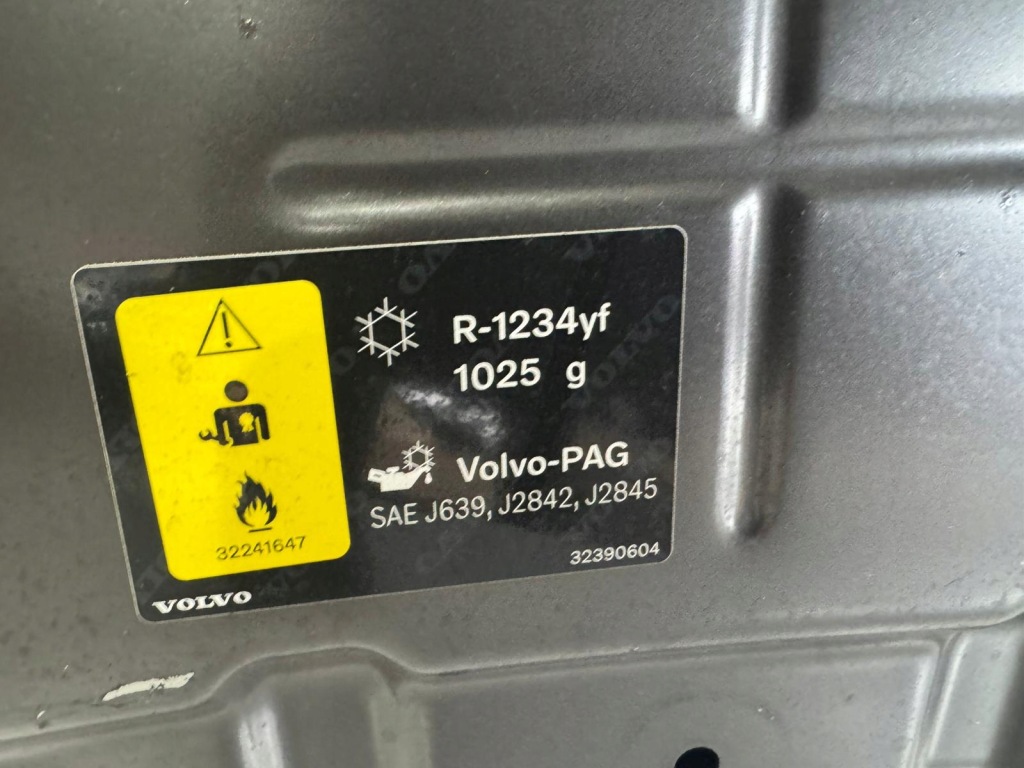 R-1234yf
1025 g
Volvo-PAG
SAE J639, J2842, J2845
32241647
32390604
VOLVO